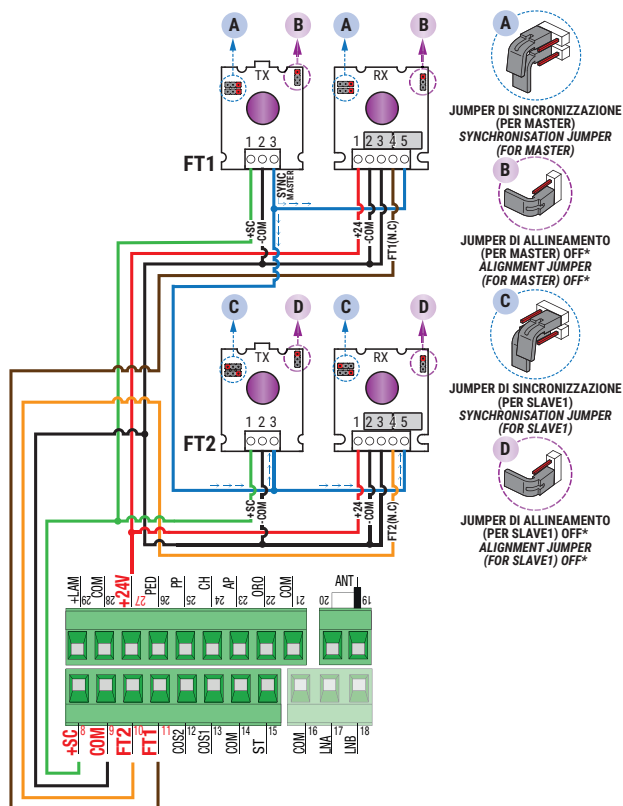 A
B
A
B
TX
RX
1 2 3
1 2 3 4 5
FT1
SYNC
MASTER
+SC
-COM
+24
-COM
FT1(N.C)
C
D
C
D
TX
RX
1 2 3
1 2 3 4 5
FT2
+SC
-COM
+24
-COM
FT2(N.C)
A
JUMPER DI SINCRONIZZAZIONE
(PER MASTER)
SYNCHRONISATION JUMPER
(FOR MASTER)
B
JUMPER DI ALLINEAMENTO
(PER MASTER) OFF*
ALIGNMENT JUMPER
(FOR MASTER) OFF*
C
JUMPER DI SINCRONIZZAZIONE
(PER SLAVE1)
SYNCHRONISATION JUMPER
(FOR SLAVE1)
D
JUMPER DI ALLINEAMENTO
(PER SLAVE1) OFF*
ALIGNMENT JUMPER
(FOR SLAVE1) OFF*
+LAM 29
COM 28
+24V 27
PED 26
PP 25
CH 24
AP 23
ORO 22
COM 21
20
ANT
19
+SC 8
COM 9
FT2 10
FT1 11
COS2 12
COS1 13
COM 14
ST 15
COM 16
LNA 17
LNB 18